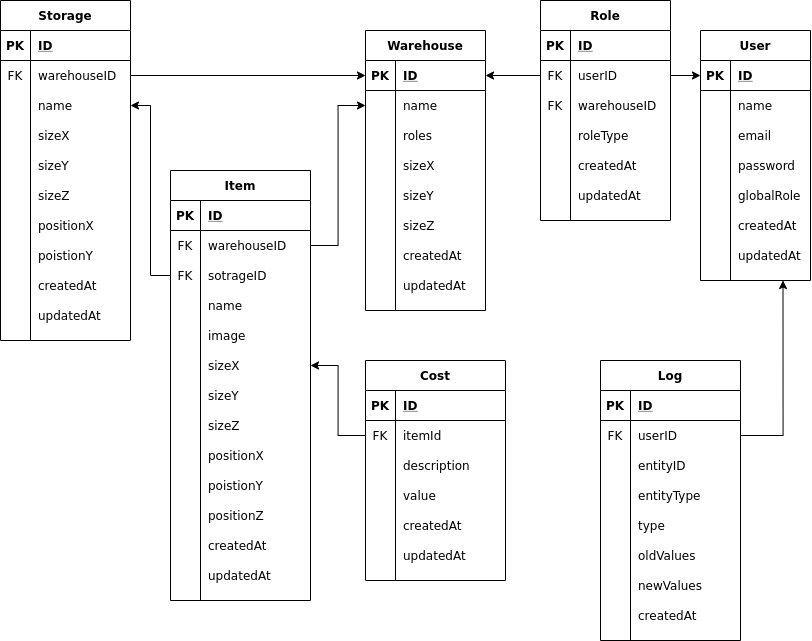 Storage
PK ID
FK warehouseID
name
sizeX
sizeY
sizeZ
positionX
poistionY
createdAt
updatedAt
Item
PK ID
FK warehouseID
FK sotrageID
name
image
sizeX
sizeY
sizeZ
positionX
poistionY
positionZ
createdAt
updatedAt
Warehouse
PK ID
name
roles
sizeX
sizeY
sizeZ
createdAt
updatedAt
Cost
PK ID
FK itemId
description
value
createdAt
updatedAt
Role
PK ID
FK userID
FK warehouseID
roleType
createdAt
updatedAt
User
PK ID
name
email
password
globalRole
createdAt
updatedAt
Log
PK ID
FK userID
entityID
entityType
type
oldValues
newValues
createdAt